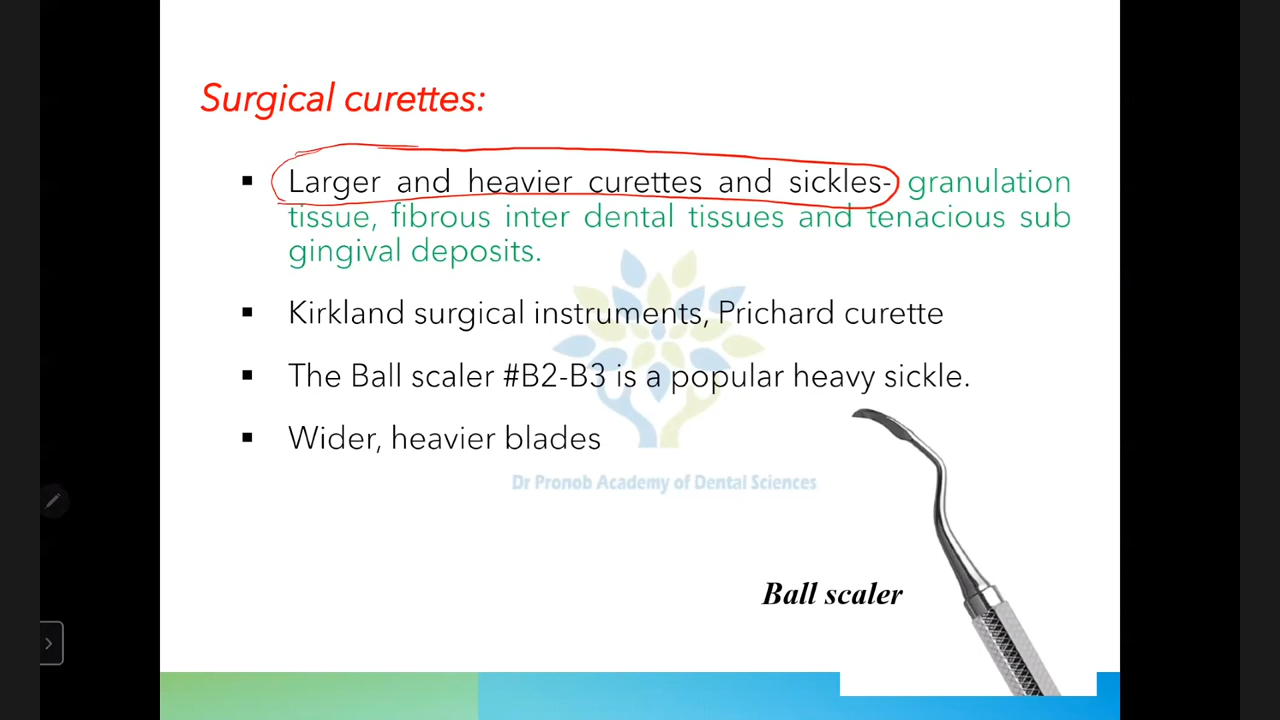 Surgical curettes:
▪ Larger and heavier curettes and sickles- granulation
tissue, fibrous inter dental tissues and tenacious sub
gingival deposits.
▪ Kirkland surgical instruments, Prichard curette
▪ The Ball scaler #B2-B3 is a popular heavy sickle.
▪ Wider, heavier blades
Dr Pronob Academy of Dental Sciences
Ball scaler